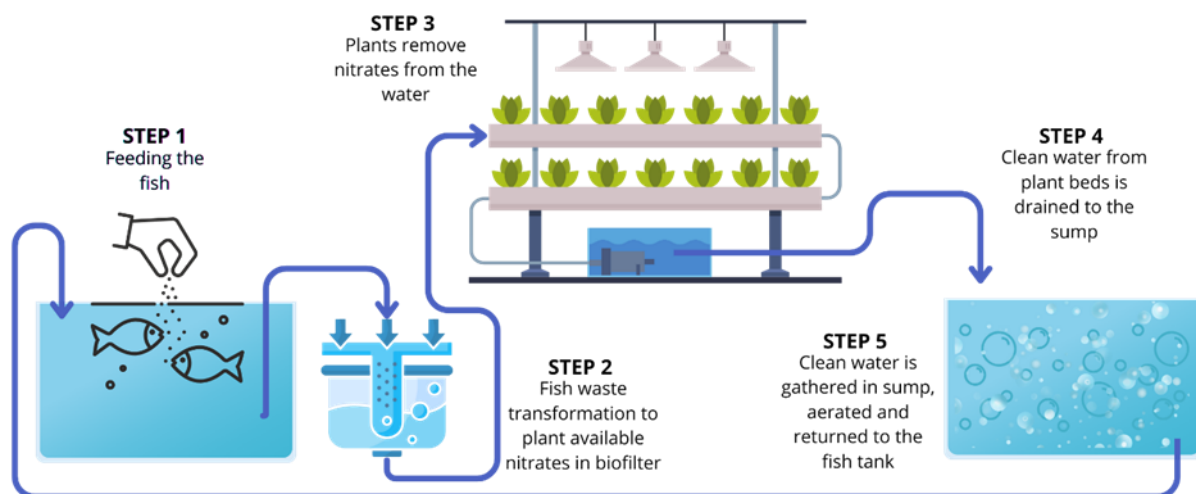 STEP 1
Feeding the
fish
STEP 2
Fish waste
transformation to
plant available
nitrates in biofilter
STEP 3
Plants remove
nitrates from the
water
STEP 4
Clean water from
plant beds is
drained to the
sump
STEP 5
Clean water is
gathered in sump,
aerated and
returned to the
fish tank